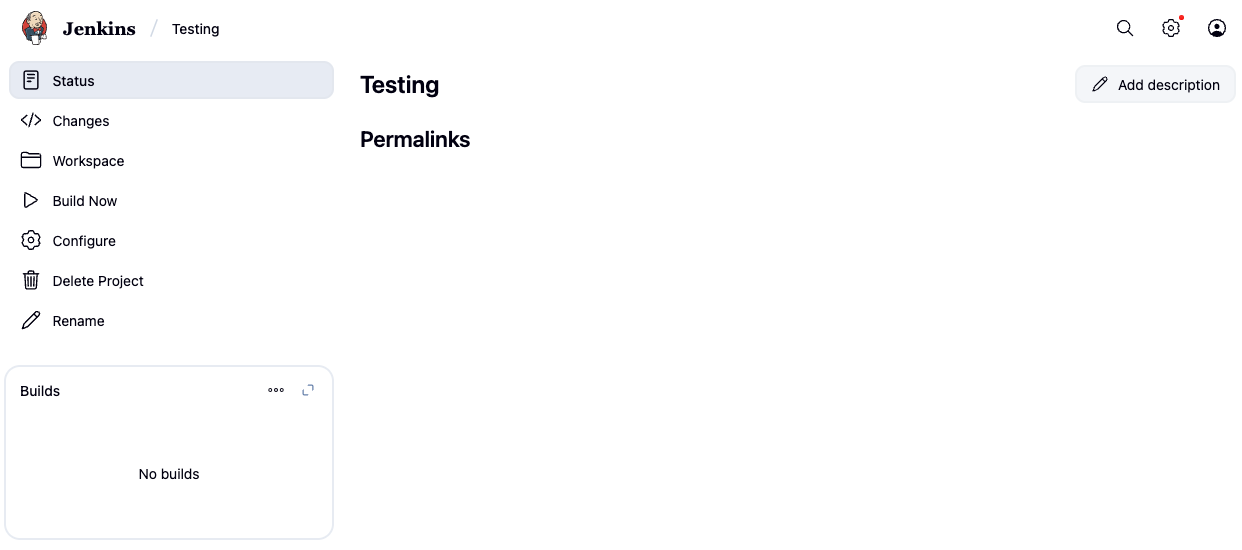 Jenkins / Testing
Status
Changes
Workspace
Build Now
Configure
Delete Project
Rename
Builds
No builds
Testing
Add description
Permalinks